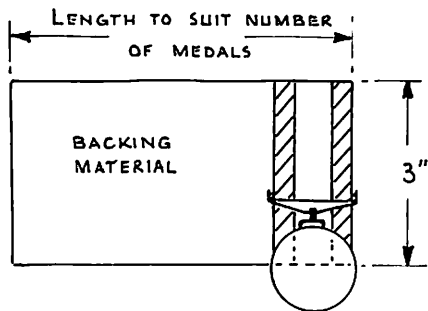 LENGTH TO SUIT NUMBER
OF MEDALS
BACKING
MATERIAL
3"